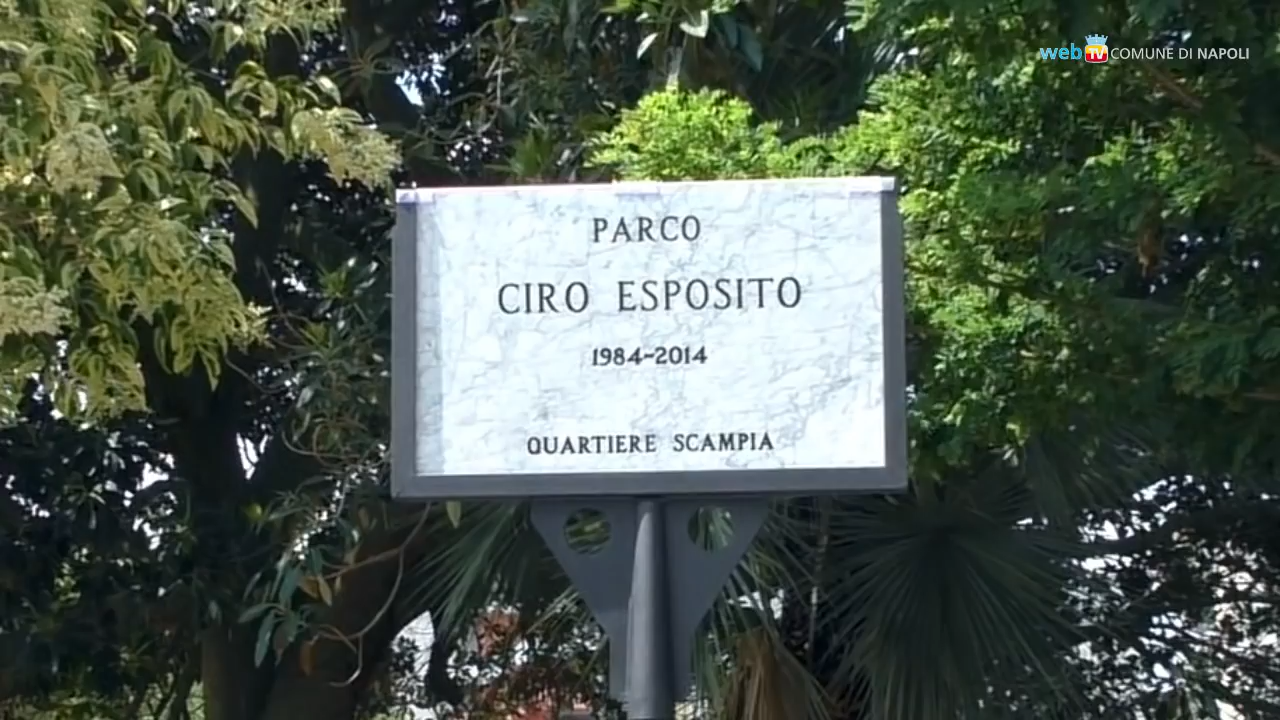 web TV COMUNE DI NAPOLI
PARCO
CIRO ESPOSITO
1984-2014
QUARTIERE SCAMPIA